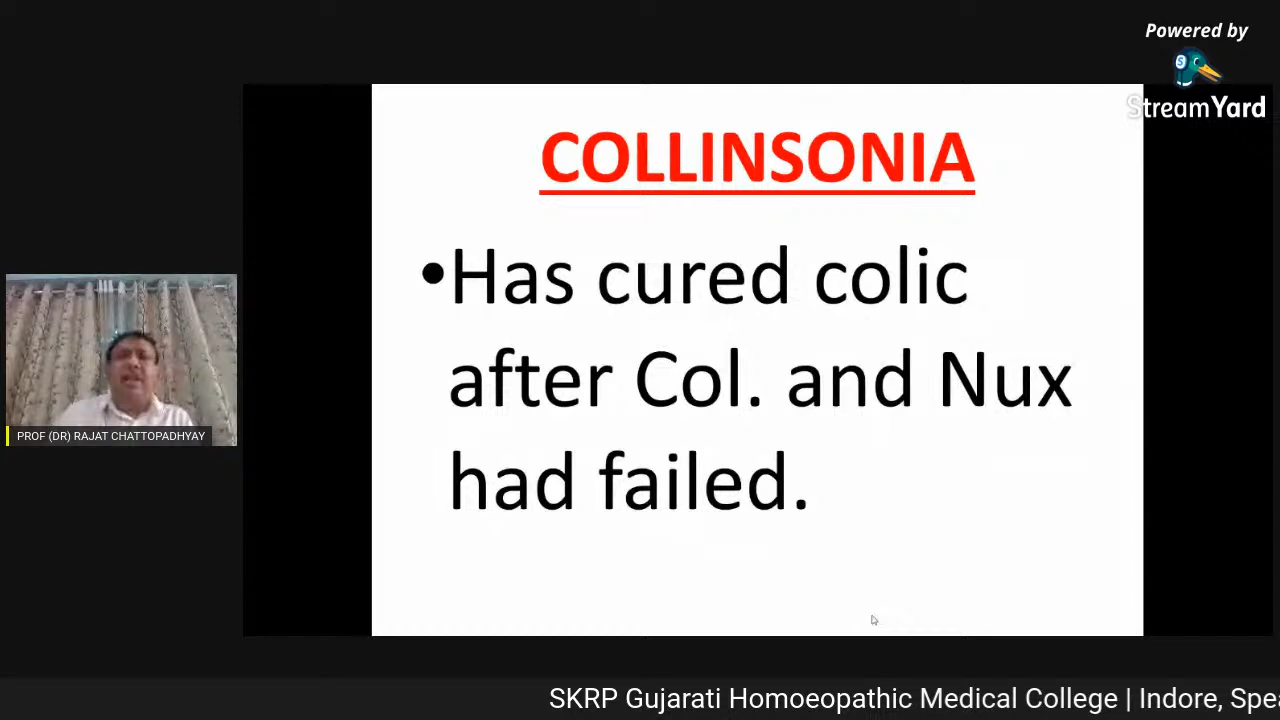 Powered by
StreamYard
COLLINSONIA
•Has cured colic
after Col. and Nux
had failed.
PROF (DR) RAJAT CHATTOPADHYAY
SKRP Gujarati Homoeopathic Medical College | Indore, Spe